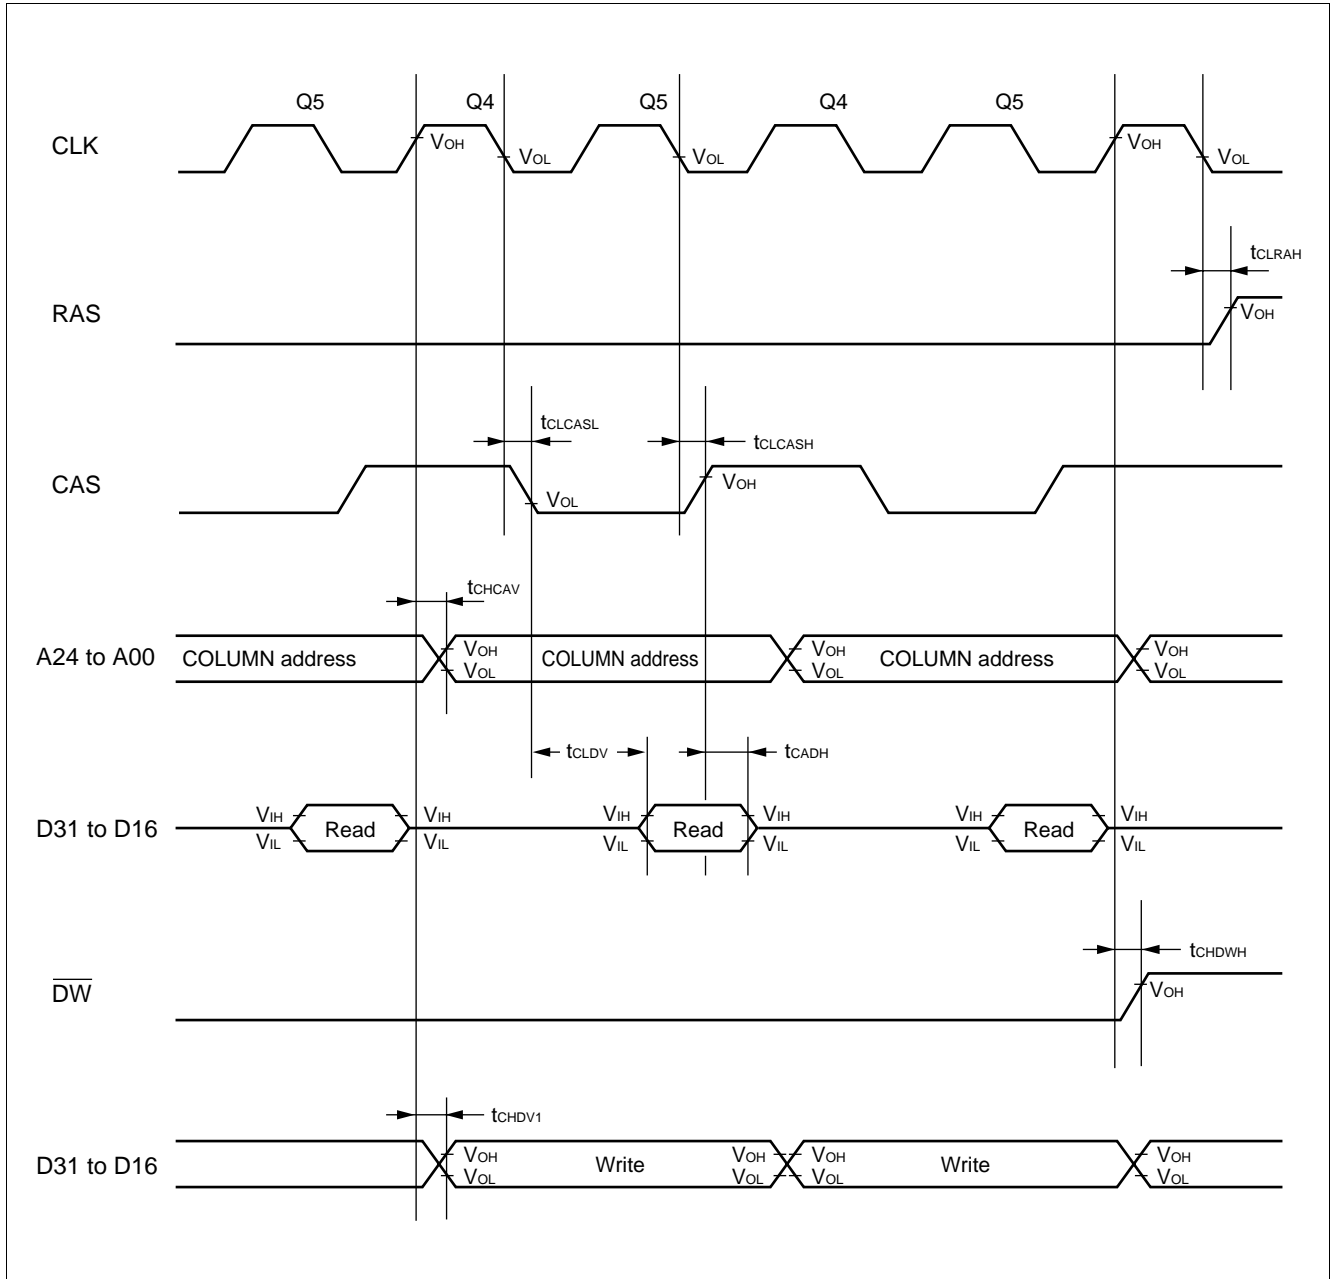 Q5 Q4 Q5 Q4 Q5
CLK VOH VOL VOL VOH VOL
tCLRAH
RAS VOH
tCLCASL tCLCASH
CAS VOL VOH
tCHCAV
A24 to A00 COLUMN address VOH COLUMN address VOH COLUMN address VOH
VOL VOL VOL
tCLDV tCADH
D31 to D16 VIH Read VIH VIH Read VIH VIH Read VIH
VIL VIL VIL VIL VIL VIL
tCHDWH
DW VOH
tCHDV1
D31 to D16 VOH Write VOH VOH Write VOH
VOL VOL VOL VOL